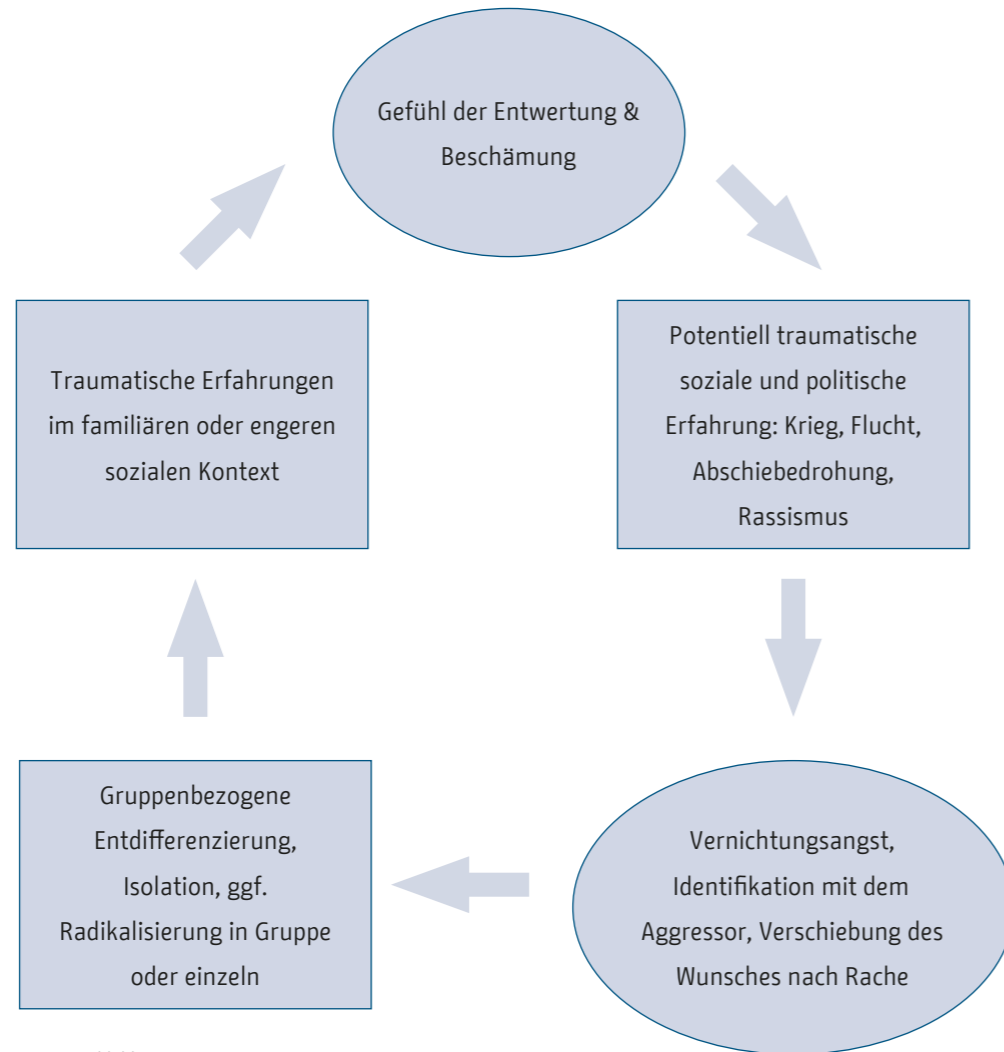 Gefühl der Entwertung &
Beschämung
Traumatische Erfahrungen
im familiären oder engeren
sozialen Kontext
Potentiell traumatische
soziale und politische
Erfahrung: Krieg, Flucht,
Abschiebedrohung,
Rassismus
Gruppenbezogene
Entdifferenzierung,
Isolation, ggf.
Radikalisierung in Gruppe
oder einzeln
Vernichtungsangst,
Identifikation mit dem
Aggressor, Verschiebung des
Wunsches nach Rache